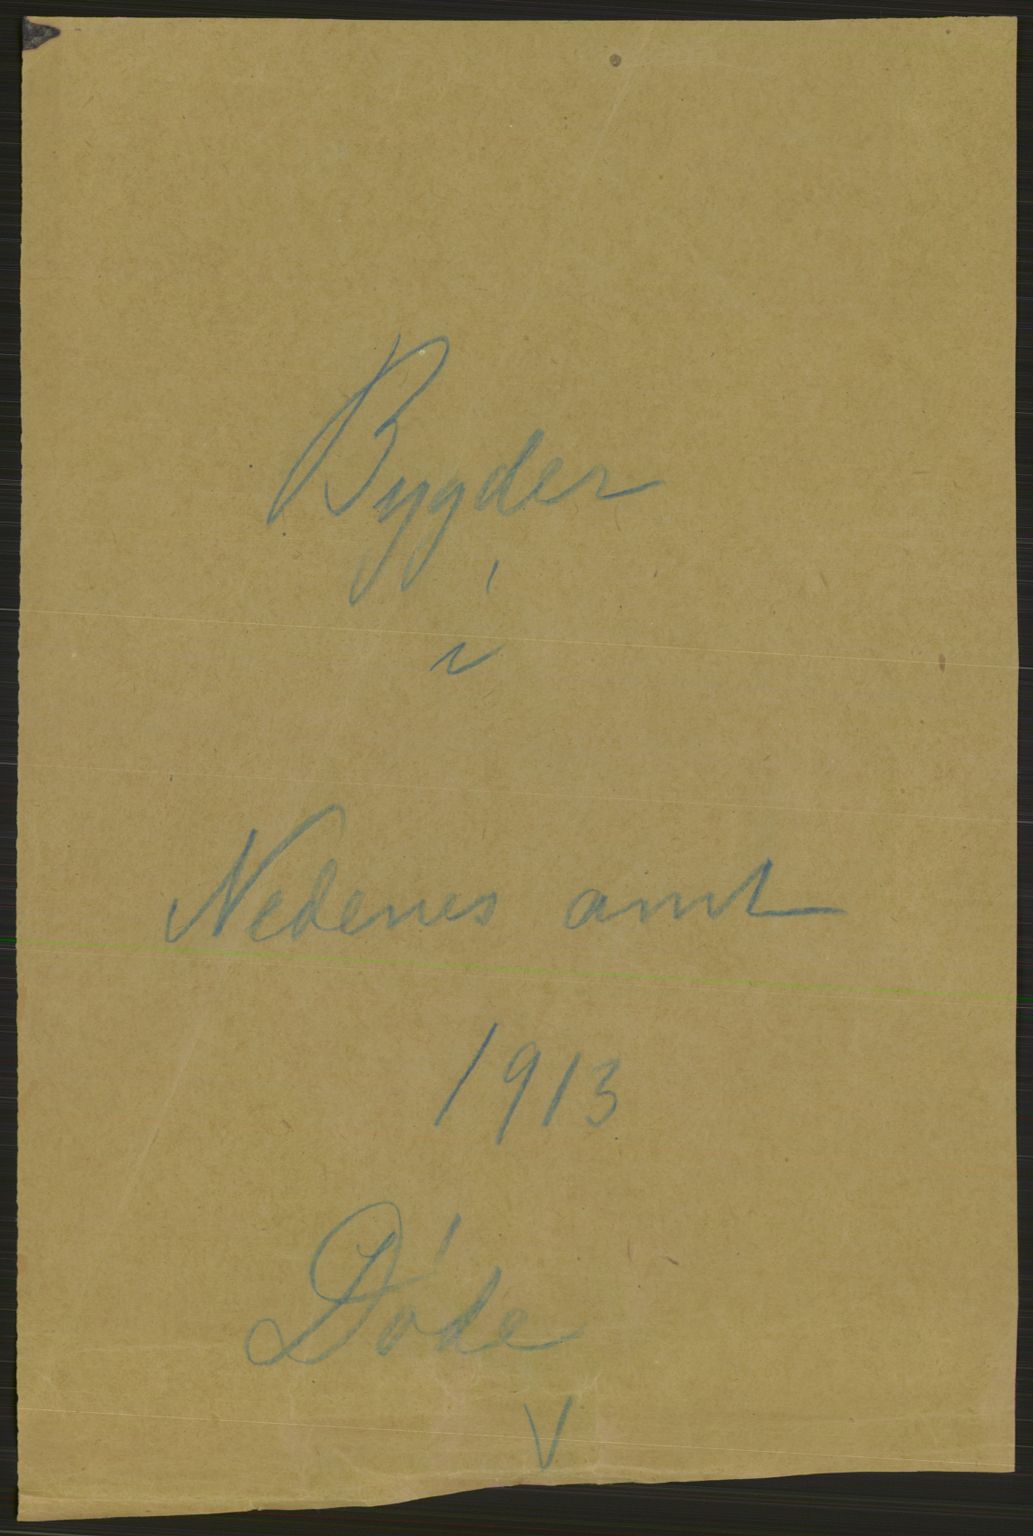 Bygder
i
Nedenes amt
1913
Døde
V